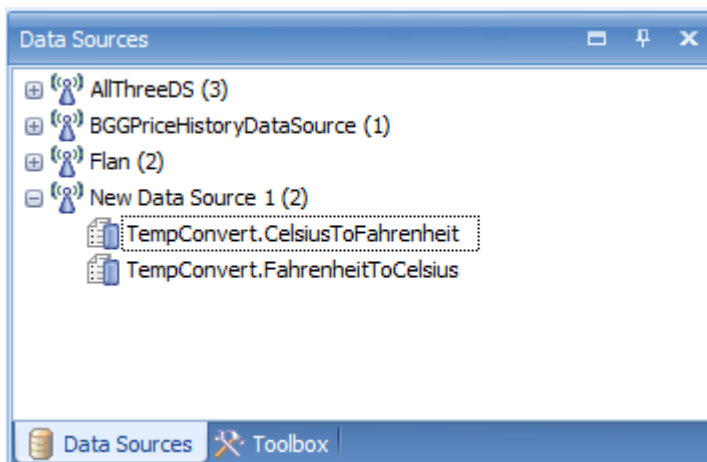 Data Sources
AllThreeDS (3)
BGGPriceHistoryDataSource (1)
Flan (2)
New Data Source 1 (2)
TempConvert.CelsiusToFahrenheit
TempConvert.FahrenheitToCelsius
Data Sources Toolbox